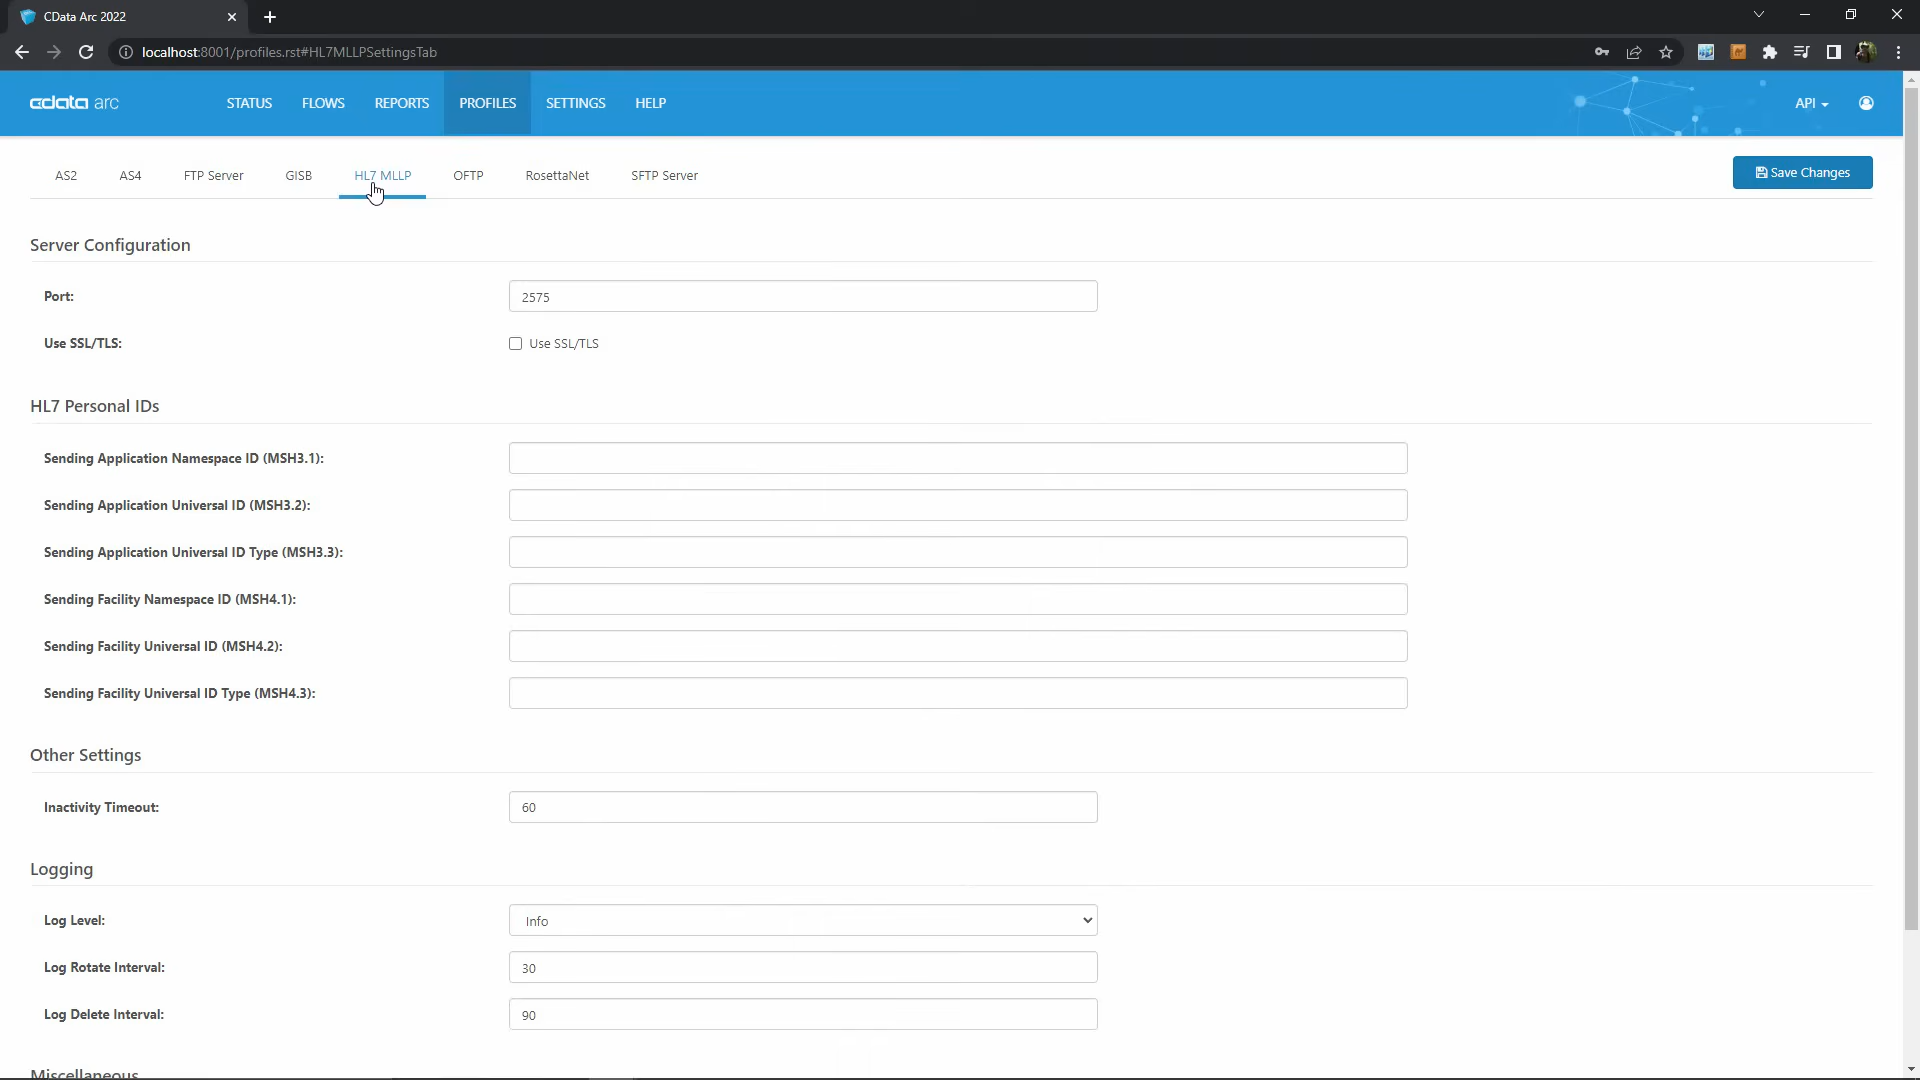 CData Arc 2022
localhost:8001/profiles.rst#HL7MLLPSettingsTab
cdata arc
STATUS
FLOWS
REPORTS
PROFILES
SETTINGS
HELP
API
AS2
AS4
FTP Server
GISB
HL7 MLLP
OFTP
RosettaNet
SFTP Server
Save Changes
Server Configuration
Port:
2575
Use SSL/TLS:
Use SSL/TLS
HL7 Personal IDs
Sending Application Namespace ID (MSH3.1):
Sending Application Universal ID (MSH3.2):
Sending Application Universal ID Type (MSH3.3):
Sending Facility Namespace ID (MSH4.1):
Sending Facility Universal ID (MSH4.2):
Sending Facility Universal ID Type (MSH4.3):
Other Settings
Inactivity Timeout:
60
Logging
Log Level:
Info
Log Rotate Interval:
30
Log Delete Interval:
90
Miscellaneous